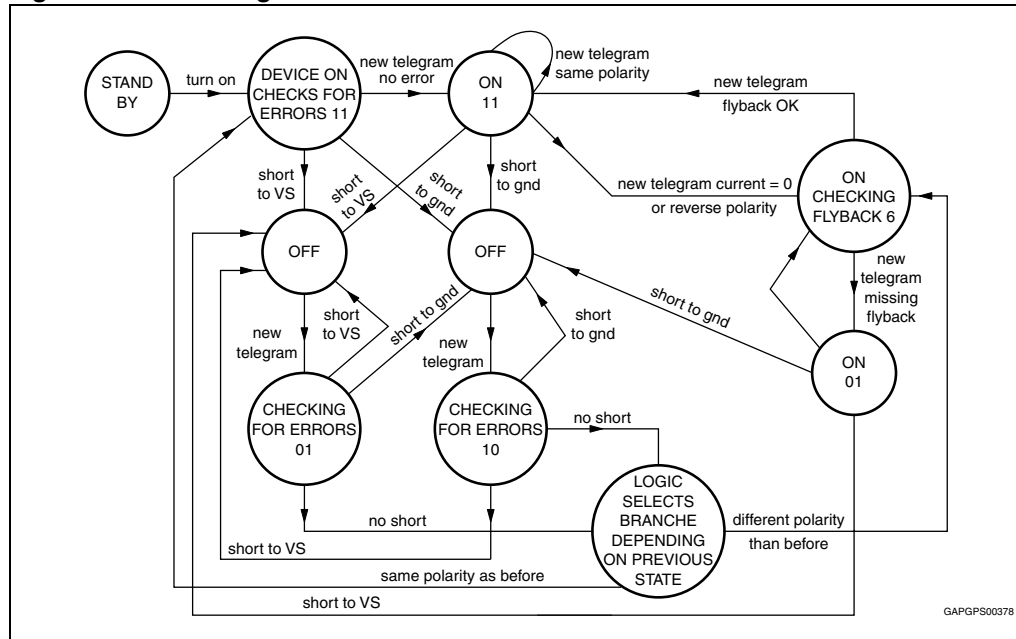 STAND
BY
turn on
DEVICE ON
CHECKS FOR
ERRORS 11
new telegram
no error
ON
11
new telegram
same polarity
new telegram
flyback OK
short
to VS
short
to VS
short
to gnd
short
to gnd
new telegram current = 0
or reverse polarity
ON
CHECKING
FLYBACK 6
OFF
OFF
new
telegram
missing
flyback
short to gnd
new
telegram
short
to VS
short to gnd
new
telegram
short
to gnd
ON
01
CHECKING
FOR ERRORS
01
CHECKING
FOR ERRORS
10
no short
LOGIC
SELECTS
BRANCHE
DEPENDING
ON PREVIOUS
STATE
no short
different polarity
than before
short to VS
same polarity as before
short to VS
GAPGPS00378